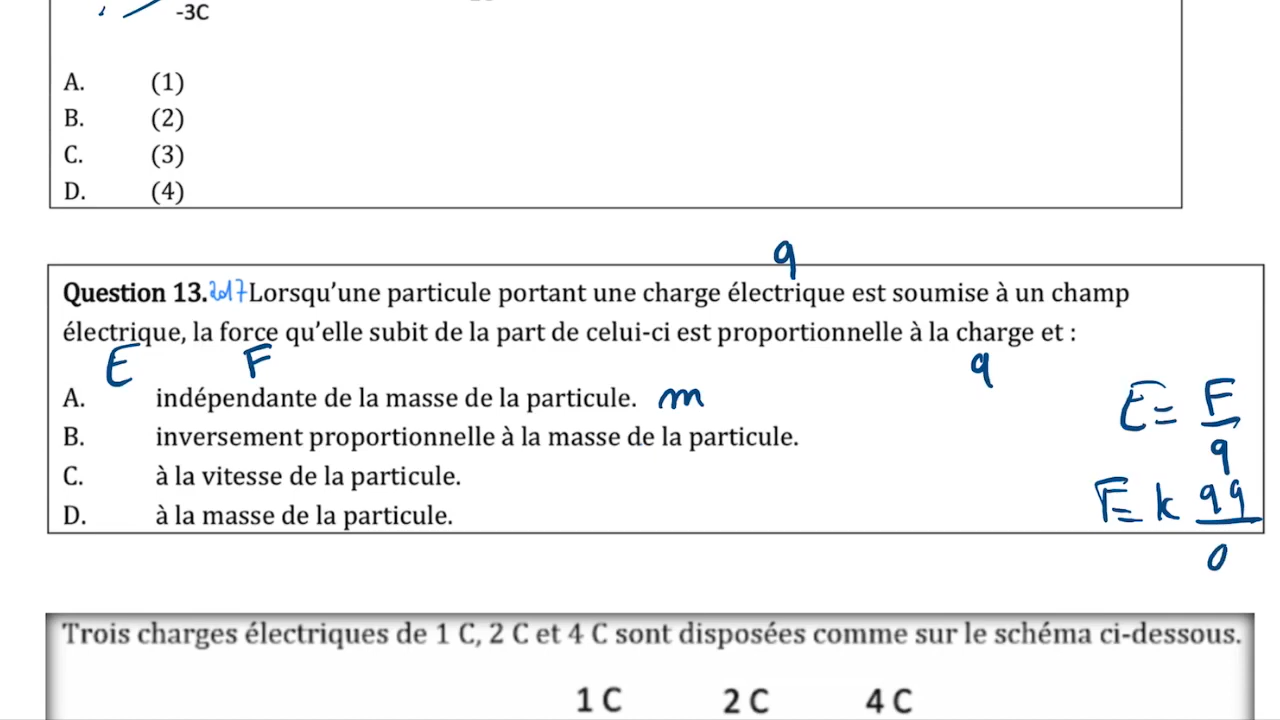 -3C
A. (1)
B. (2)
C. (3)
D. (4)
q
Question 13. 2017 Lorsqu'une particule portant une charge électrique est soumise à un champ
électrique, la force qu'elle subit de la part de celui-ci est proportionnelle à la charge et :
E F q
A. indépendante de la masse de la particule. m
B. inversement proportionnelle à la masse de la particule.
C. à la vitesse de la particule.
D. à la masse de la particule.
E = F
q
F = k qq
Trois charges électriques de 1 C, 2 C et 4 C sont disposées comme sur le schéma ci-dessous.
1 C 2 C 4 C